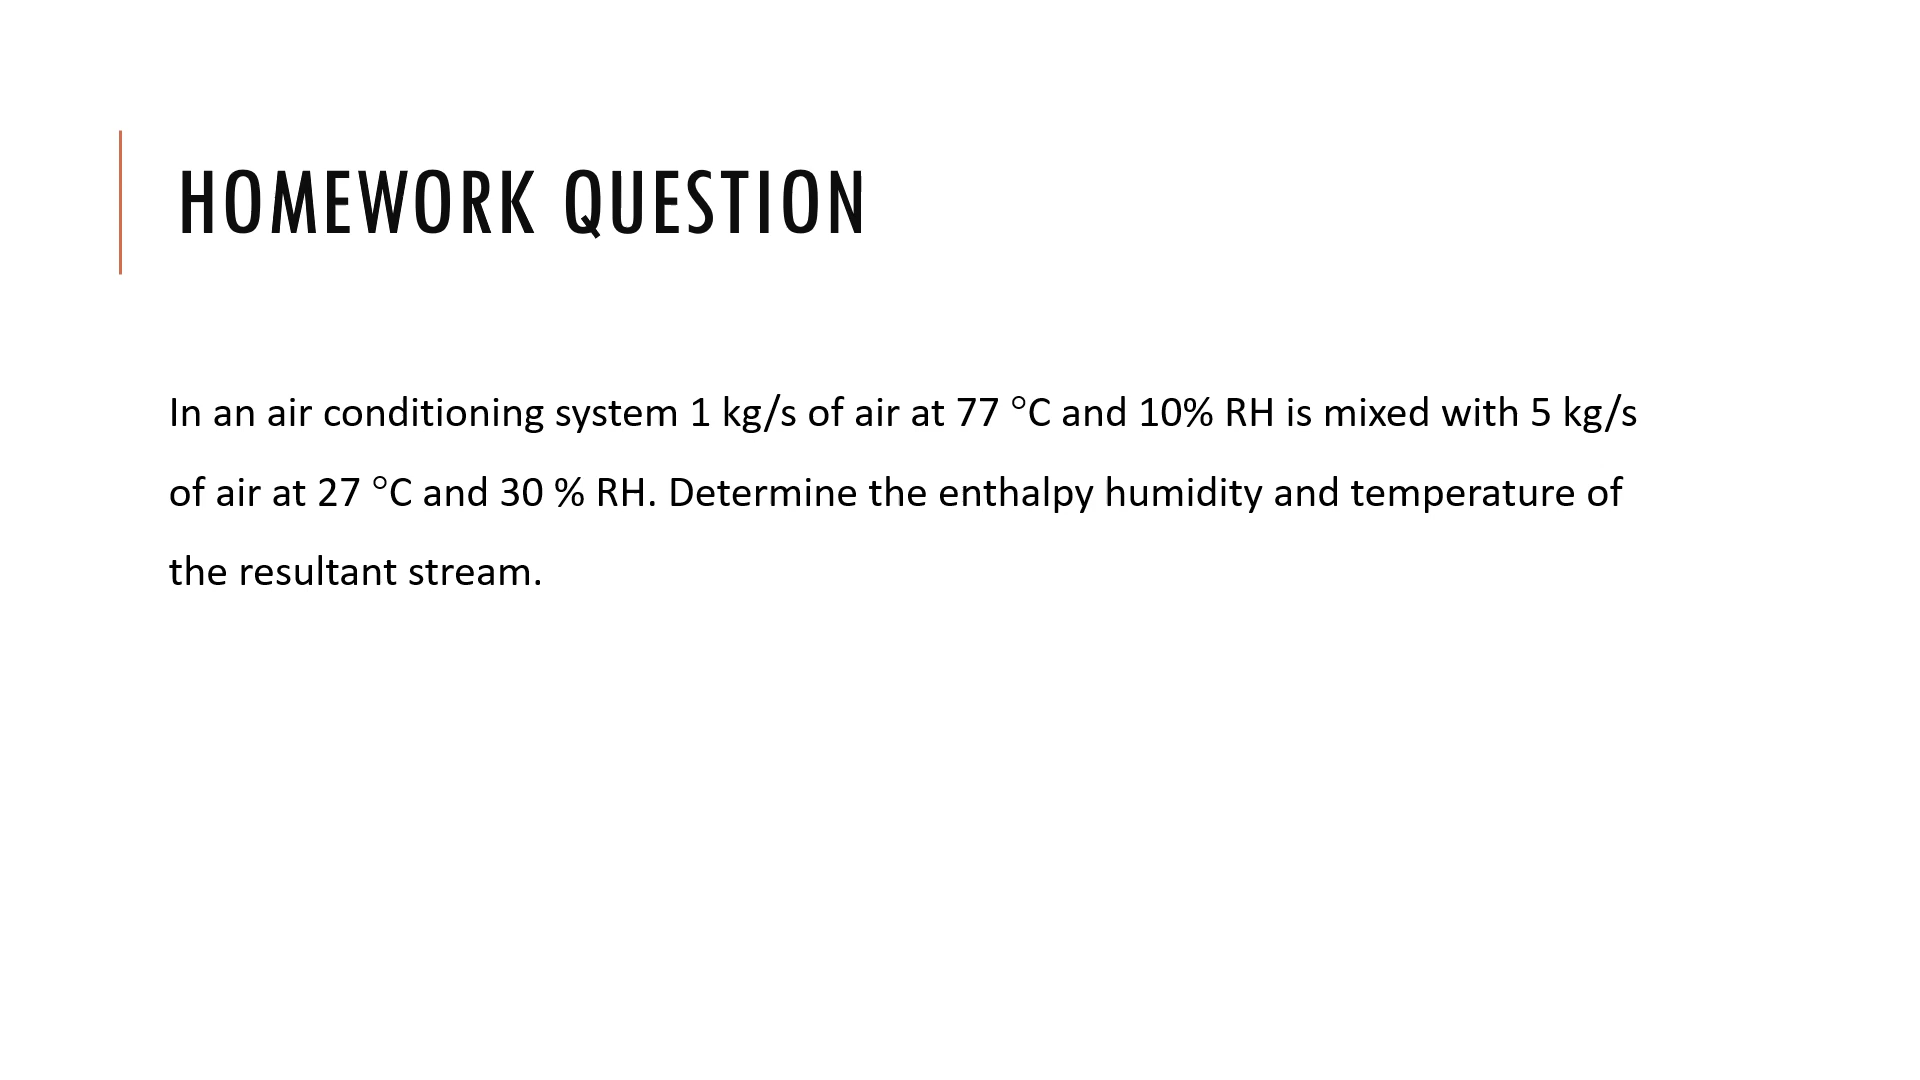 HOMEWORK QUESTION
In an air conditioning system 1 kg/s of air at 77 °C and 10% RH is mixed with 5 kg/s
of air at 27 °C and 30 % RH. Determine the enthalpy humidity and temperature of
the resultant stream.